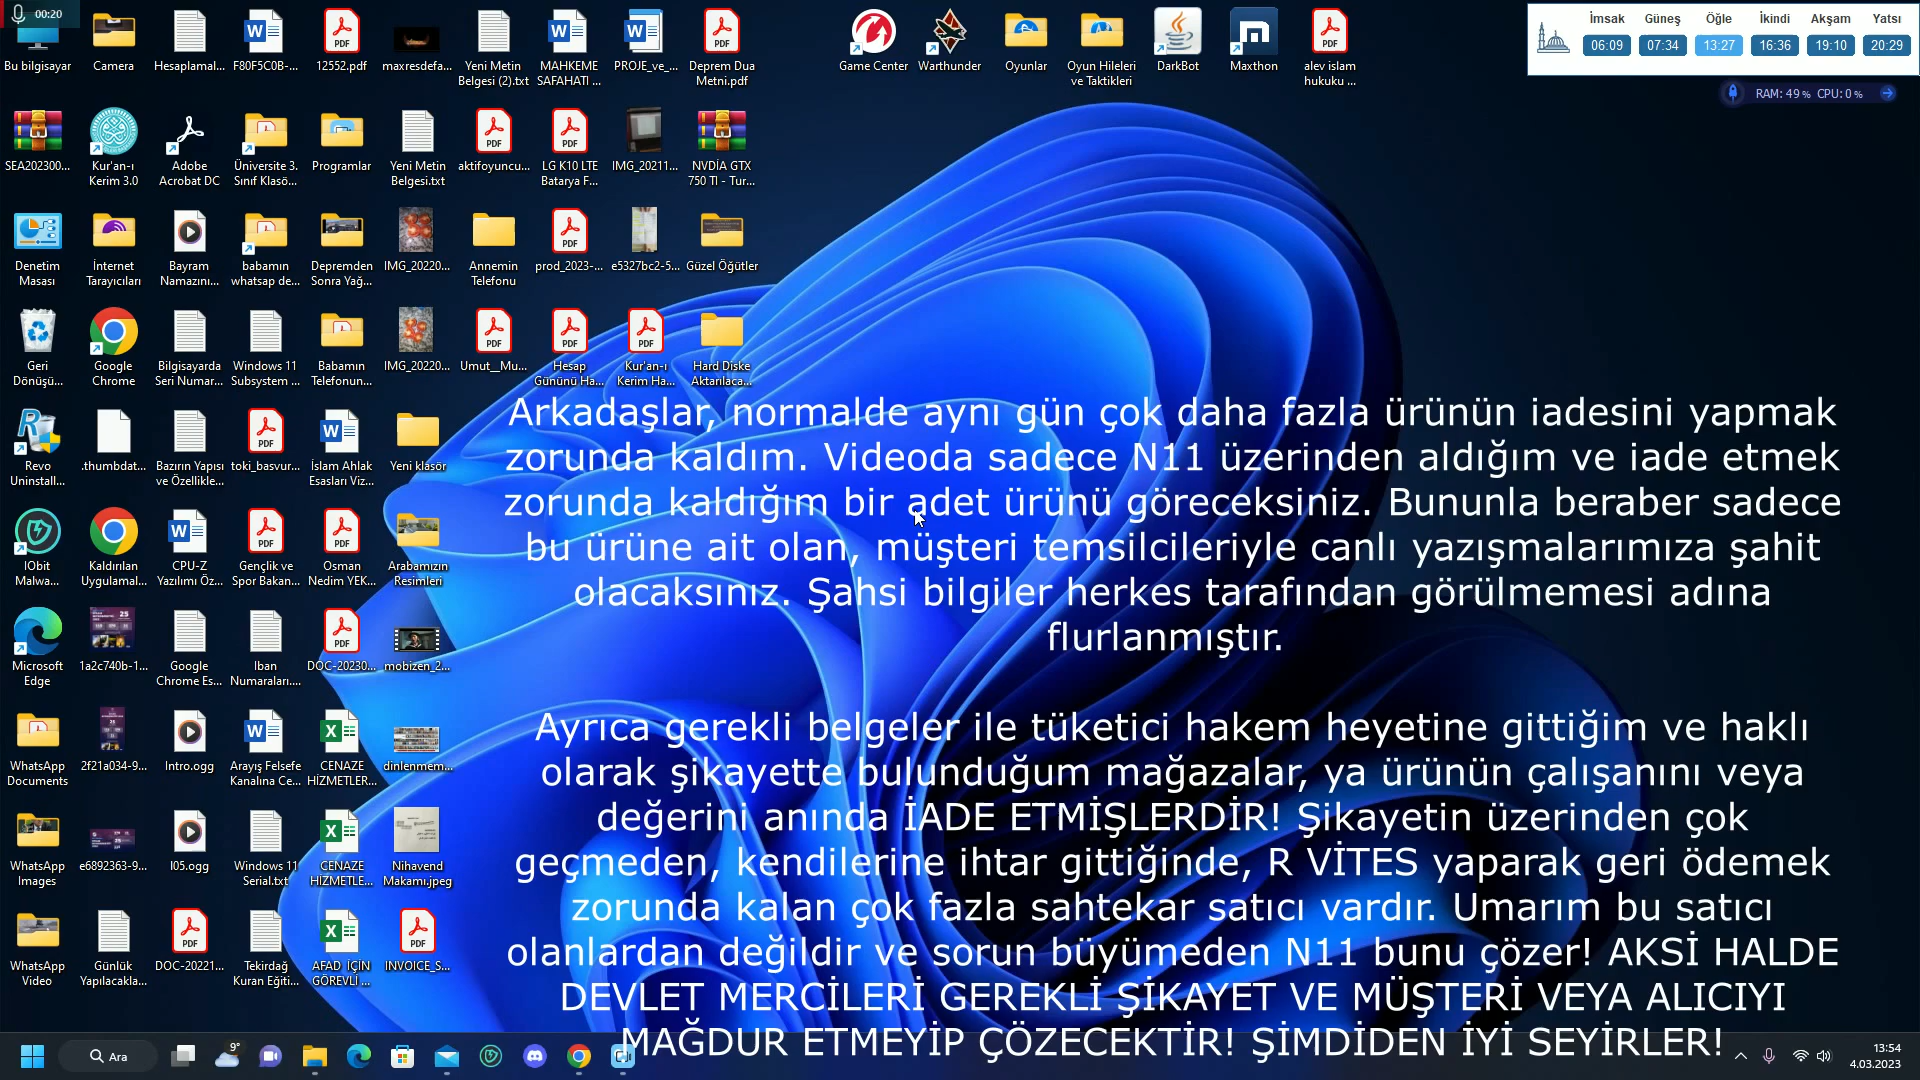 00:20
Bu bilgisayar
Camera
Hesaplamal...
F80F5C0B-...
12552.pdf
maxresdefa...
Yeni Metin
Belgesi (2).txt
MAHKEME
SAFAHATI ...
PROJE_ve_...
Deprem Dua
Metni.pdf
Game Center
Warthunder
Oyunlar
Oyun Hileleri
ve Taktikleri
DarkBot
Maxthon
alev islam
hukuku ...
İmsak Güneş Öğle İkindi Akşam Yatsı
06:09 07:34 13:27 16:36 19:10 20:29
RAM: 49% CPU: 0%
SEA202300...
Kur'an-ı
Kerim 3.0
Adobe
Acrobat DC
Üniversite 3.
Sınıf Klasö...
Programlar
Yeni Metin
Belgesi.txt
aktifoyuncu...
LG K10 LTE
Batarya F...
IMG_20211...
NVDİA GTX
750 TI - Tur...
Denetim
Masası
İnternet
Tarayıcıları
Bayram
Namazını...
babamın
whatsap de...
Depremden
Sonra Yağ...
IMG_20220...
Annemin
Telefonu
prod_2023-...
e5327bc2-5...
Güzel Öğütler
Geri
Dönüşü...
Google
Chrome
Bilgisayarda
Seri Numar...
Windows 11
Subsystem ...
Babamın
Telefonun...
IMG_20220...
Umut__Mu...
Hesap
Gününü Ha...
Kur'an-ı
Kerim Ha...
Hard Diske
Aktarılaca...
Revo
Uninstall...
.thumbdat...
Bazırın Yapısı
ve Özellikle...
toki_basvur...
İslam Ahlak
Esasları Viz...
Yeni klasör
IObit
Malwa...
Kaldırılan
Uygulamal...
CPU-Z
Yazılımı Öz...
Gençlik ve
Spor Bakan...
Osman
Nedim YEK...
Arabamızın
Resimleri
Microsoft
Edge
1a2c740b-1...
Google
Chrome Es...
Iban
Numaraları....
DOC-20230...
mobizen_2...
WhatsApp
Documents
2f21a034-9...
Intro.ogg
Arayış Felsefe
Kanalına Ce...
CENAZE
HİZMETLER...
dinlenmem...
WhatsApp
Images
e6892363-9...
I05.ogg
Windows 11
Serial.txt
CENAZE
HİZMETLE...
Nihavend
Makamı.jpeg
WhatsApp
Video
Günlük
Yapılacakla...
DOC-20221...
Tekirdağ
Kuran Eğiti...
AFAD İÇİN
GÖREVLİ ...
INVOICE_S...
Arkadaşlar, normalde aynı gün çok daha fazla ürünün iadesini yapmak
zorunda kaldım. Videoda sadece N11 üzerinden aldığım ve iade etmek
zorunda kaldığım bir adet ürünü göreceksiniz. Bununla beraber sadece
bu ürüne ait olan, müşteri temsilcileriyle canlı yazışmalarımıza şahit
olacaksınız. Şahsi bilgiler herkes tarafından görülmemesi adına
flurlanmıştır.
Ayrıca gerekli belgeler ile tüketici hakem heyetine gittiğim ve haklı
olarak şikayette bulunduğum mağazalar, ya ürünün çalışanını veya
değerini anında İADE ETMİŞLERDİR! Şikayetin üzerinden çok
geçmeden, kendilerine ihtar gittiğinde, R VİTES yaparak geri ödemek
zorunda kalan çok fazla sahtekar satıcı vardır. Umarım bu satıcı
olanlardan değildir ve sorun büyümeden N11 bunu çözer! AKSİ HALDE
DEVLET MERCİLERİ GEREKLİ ŞİKAYET VE MÜŞTERİ VEYA ALICIYI
MAĞDUR ETMEYİP ÇÖZECEKTİR! ŞİMDİDEN İYİ SEYİRLER!
Ara
9°
13:54
4.03.2023